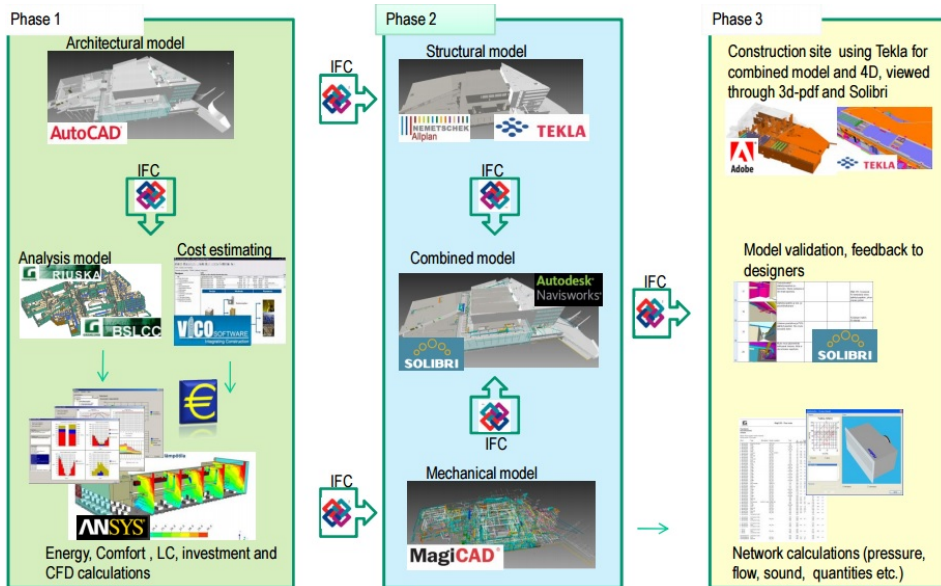 Phase 1
Architectural model
AutoCAD
IFC
Analysis model
RIUSKA
BSLCC
Cost estimating
VICO SOFTWARE
Integrating Construction
€
ANSYS
Energy, Comfort , LC, investment and
CFD calculations
IFC
IFC
Phase 2
Structural model
NEMETSCHEK
Allplan
TEKLA
IFC
Combined model
Autodesk
Navisworks
SOLIBRI
IFC
Mechanical model
MagiCAD
IFC
Phase 3
Construction site using Tekla for
combined model and 4D, viewed
through 3d-pdf and Solibri
Adobe
TEKLA
Model validation, feedback to
designers
SOLIBRI
Network calculations (pressure,
flow, sound, quantities etc.)